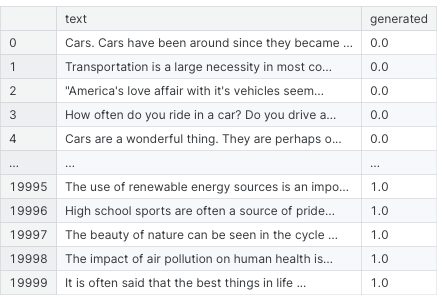 text generated
0 Cars. Cars have been around since they became ... 0.0
1 Transportation is a large necessity in most co... 0.0
2 "America's love affair with it's vehicles seem... 0.0
3 How often do you ride in a car? Do you drive a... 0.0
4 Cars are a wonderful thing. They are perhaps o... 0.0
... ... ...
19995 The use of renewable energy sources is an impo... 1.0
19996 High school sports are often a source of pride... 1.0
19997 The beauty of nature can be seen in the cycle ... 1.0
19998 The impact of air pollution on human health is... 1.0
19999 It is often said that the best things in life ... 1.0